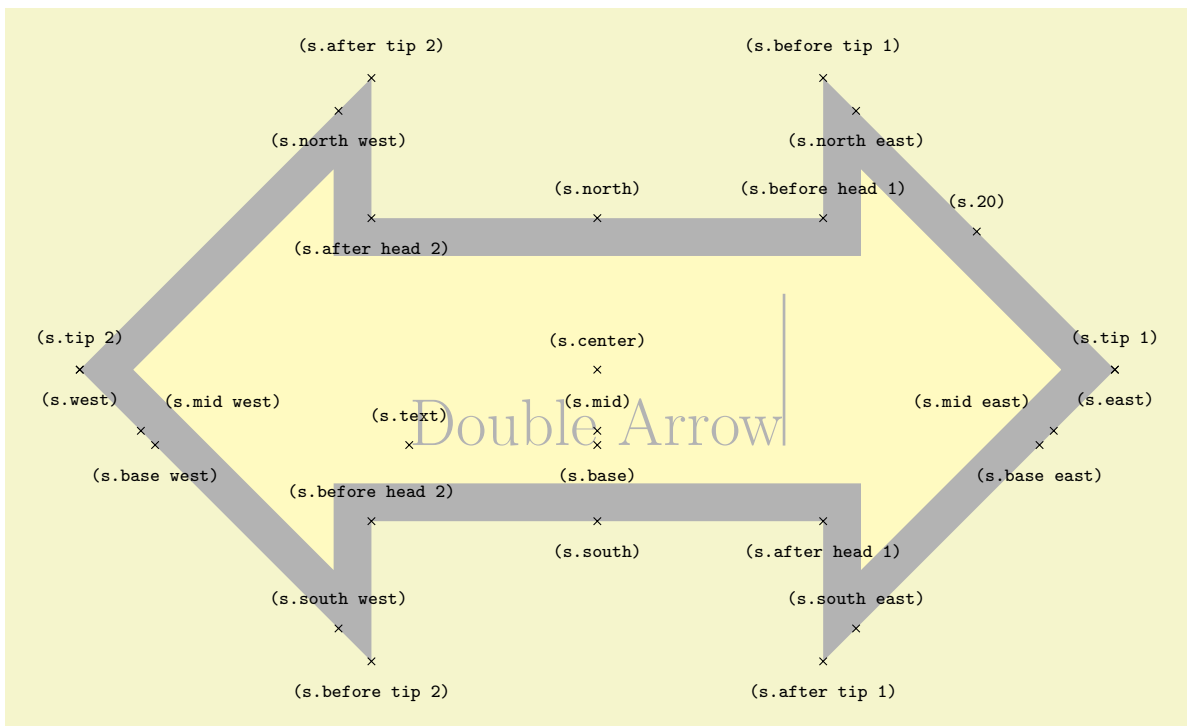 (s.after tip 2) (s.before tip 1)
(s.north west) (s.north east)
(s.north) (s.before head 1)
(s.20)
(s.after head 2)
(s.tip 2) (s.center) (s.tip 1)
(s.west) (s.mid west) (s.mid) (s.mid east) (s.east)
(s.text)
Double Arrow
(s.base west) (s.base) (s.base east)
(s.before head 2)
(s.south) (s.after head 1)
(s.south west) (s.south east)
(s.before tip 2) (s.after tip 1)